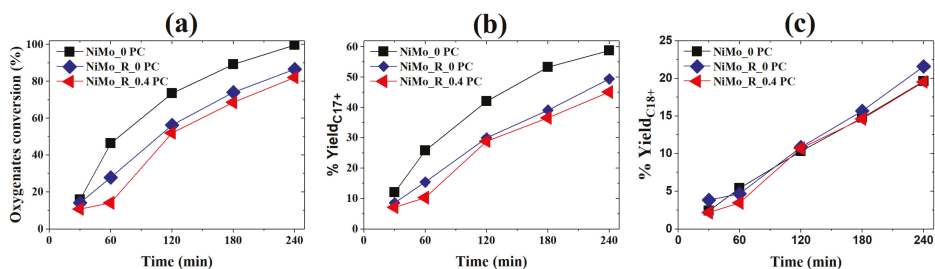 (a)
Oxygenates conversion (%)
100
80
60
40
20
0
NiMo_0 PC
NiMo_R_0 PC
NiMo_R_0.4 PC
0 60 120 180 240
Time (min)
(b)
% Yield_C17+
60
50
40
30
20
10
0
NiMo_0 PC
NiMo_R_0 PC
NiMo_R_0.4 PC
0 60 120 180 240
Time (min)
(c)
% Yield_C18+
25
20
15
10
5
0
NiMo_0 PC
NiMo_R_0 PC
NiMo_R_0.4 PC
0 60 120 180 240
Time (min)